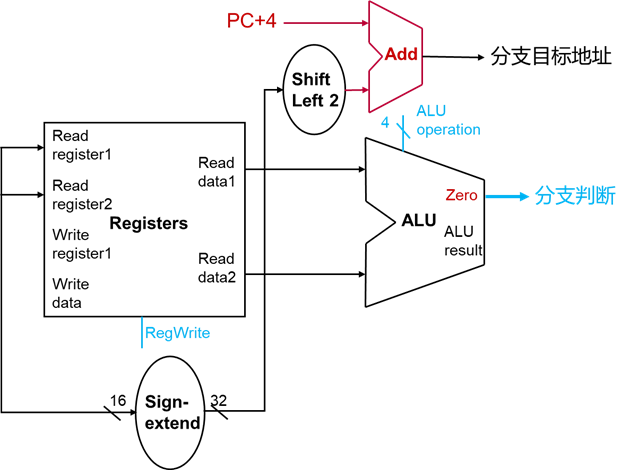 PC+4
Add
分支目标地址
Shift
Left 2
ALU
operation
4
Read
register1
Read
data1
Read
register2
Registers
Write
register1
Write
data
Read
data2
Zero
分支判断
ALU
ALU
result
RegWrite
16
Sign-
extend
32